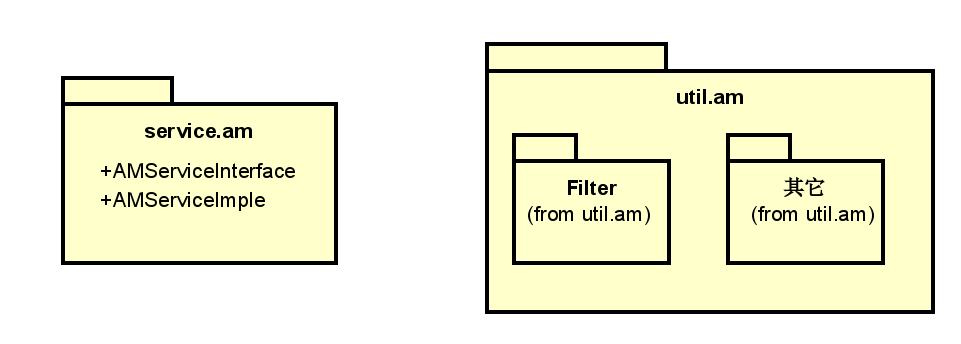 service.am
+AMServiceInterface
+AMServiceImple
util.am
Filter
(from util.am)
其它
(from util.am)